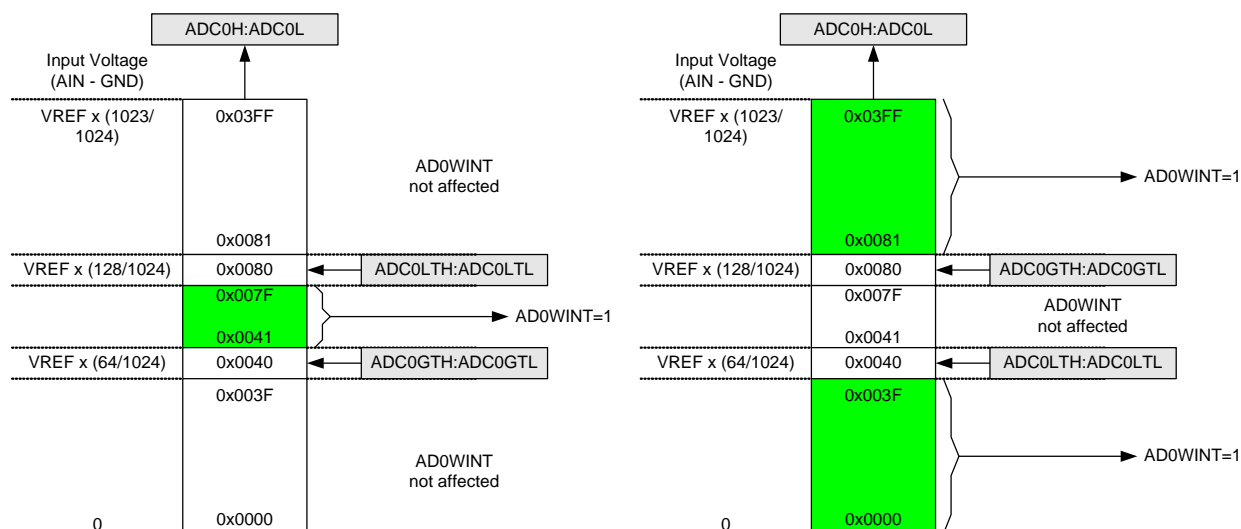 ADC0H:ADC0L
Input Voltage
(AIN - GND)
VREF x (1023/
1024)
0x03FF
AD0WINT
not affected
0x0081
VREF x (128/1024)
0x0080
ADC0LTH:ADC0LTL
0x007F
AD0WINT=1
0x0041
VREF x (64/1024)
0x0040
ADC0GTH:ADC0GTL
0x003F
AD0WINT
not affected
0
0x0000
ADC0H:ADC0L
Input Voltage
(AIN - GND)
VREF x (1023/
1024)
0x03FF
AD0WINT=1
0x0081
VREF x (128/1024)
0x0080
ADC0GTH:ADC0GTL
0x007F
AD0WINT
not affected
0x0041
VREF x (64/1024)
0x0040
ADC0LTH:ADC0LTL
0x003F
AD0WINT=1
0
0x0000